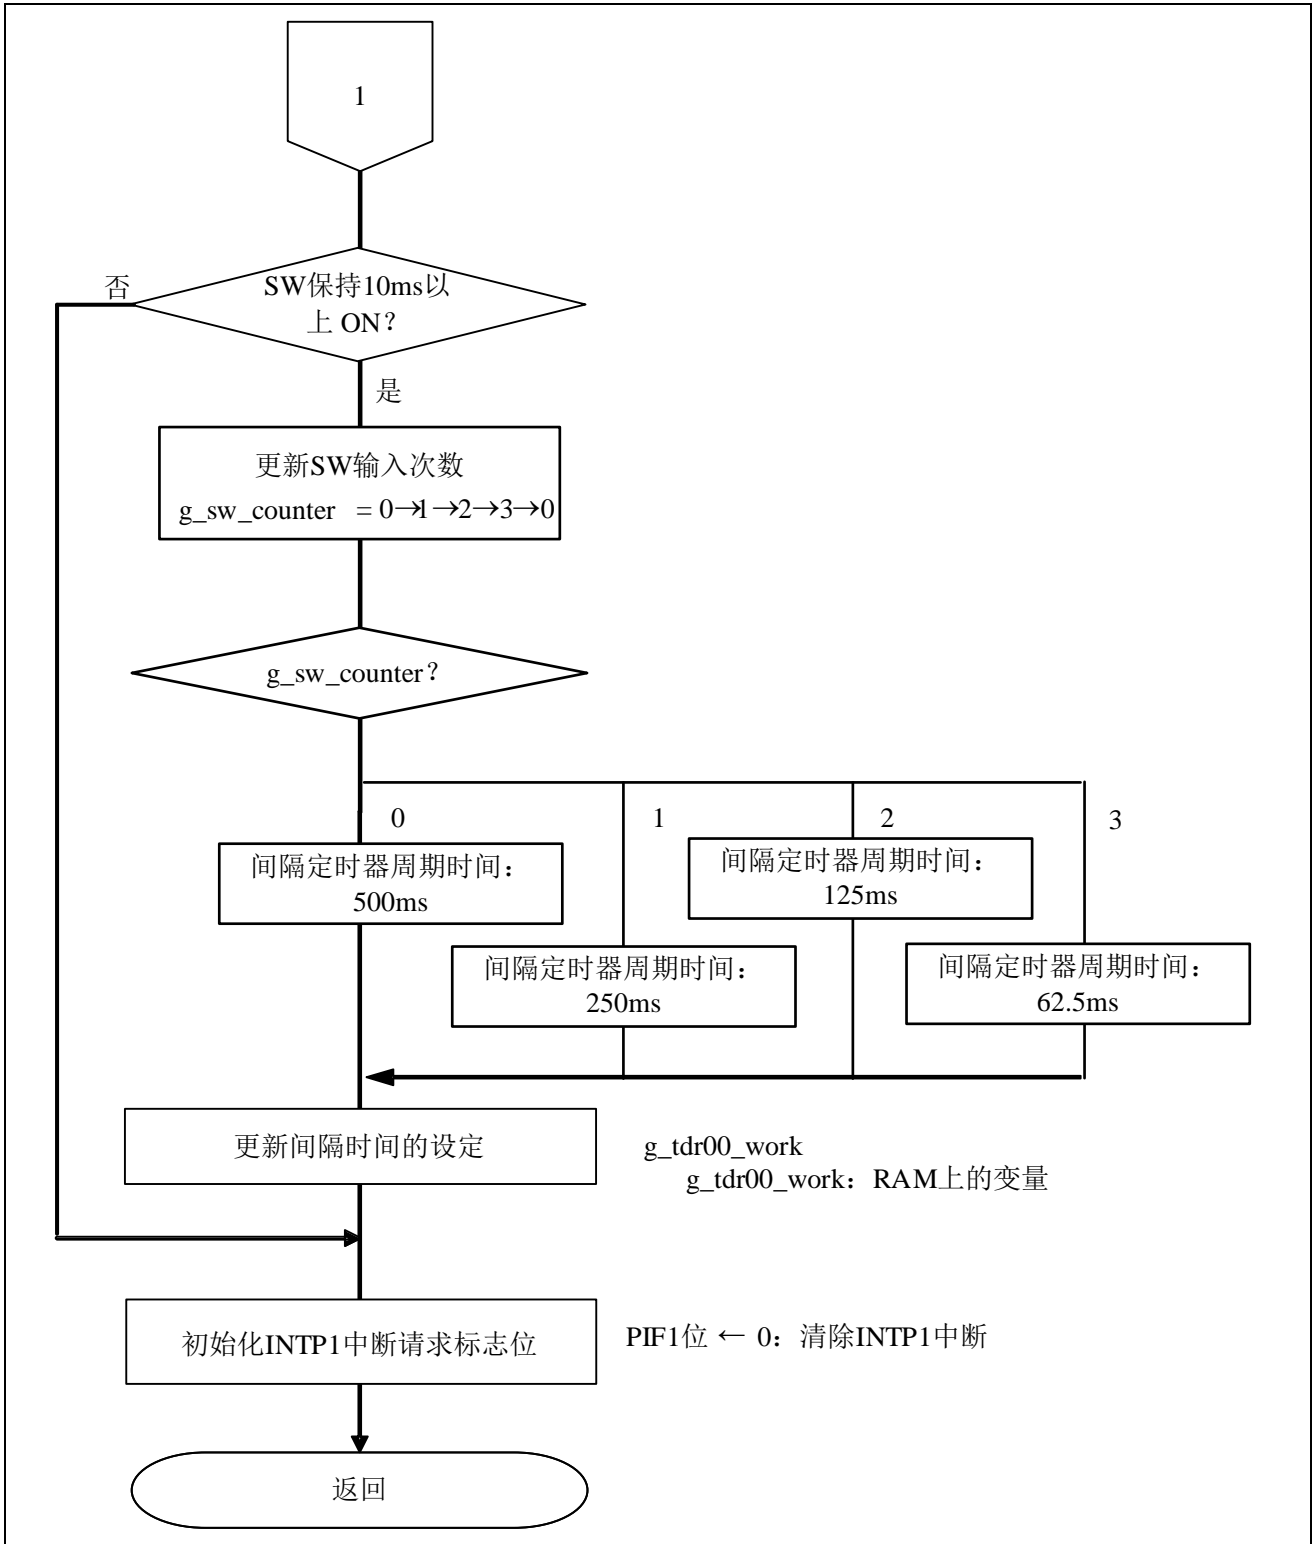 1
否
SW保持10ms以
上 ON？
是
更新SW输入次数
g_sw_counter = 0→1→2→3→0
g_sw_counter？
0
1
2
3
间隔定时器周期时间：
500ms
间隔定时器周期时间：
125ms
间隔定时器周期时间：
250ms
间隔定时器周期时间：
62.5ms
更新间隔时间的设定
g_tdr00_work
g_tdr00_work：RAM上的变量
初始化INTP1中断请求标志位
PIF1位 ← 0：清除INTP1中断
返回